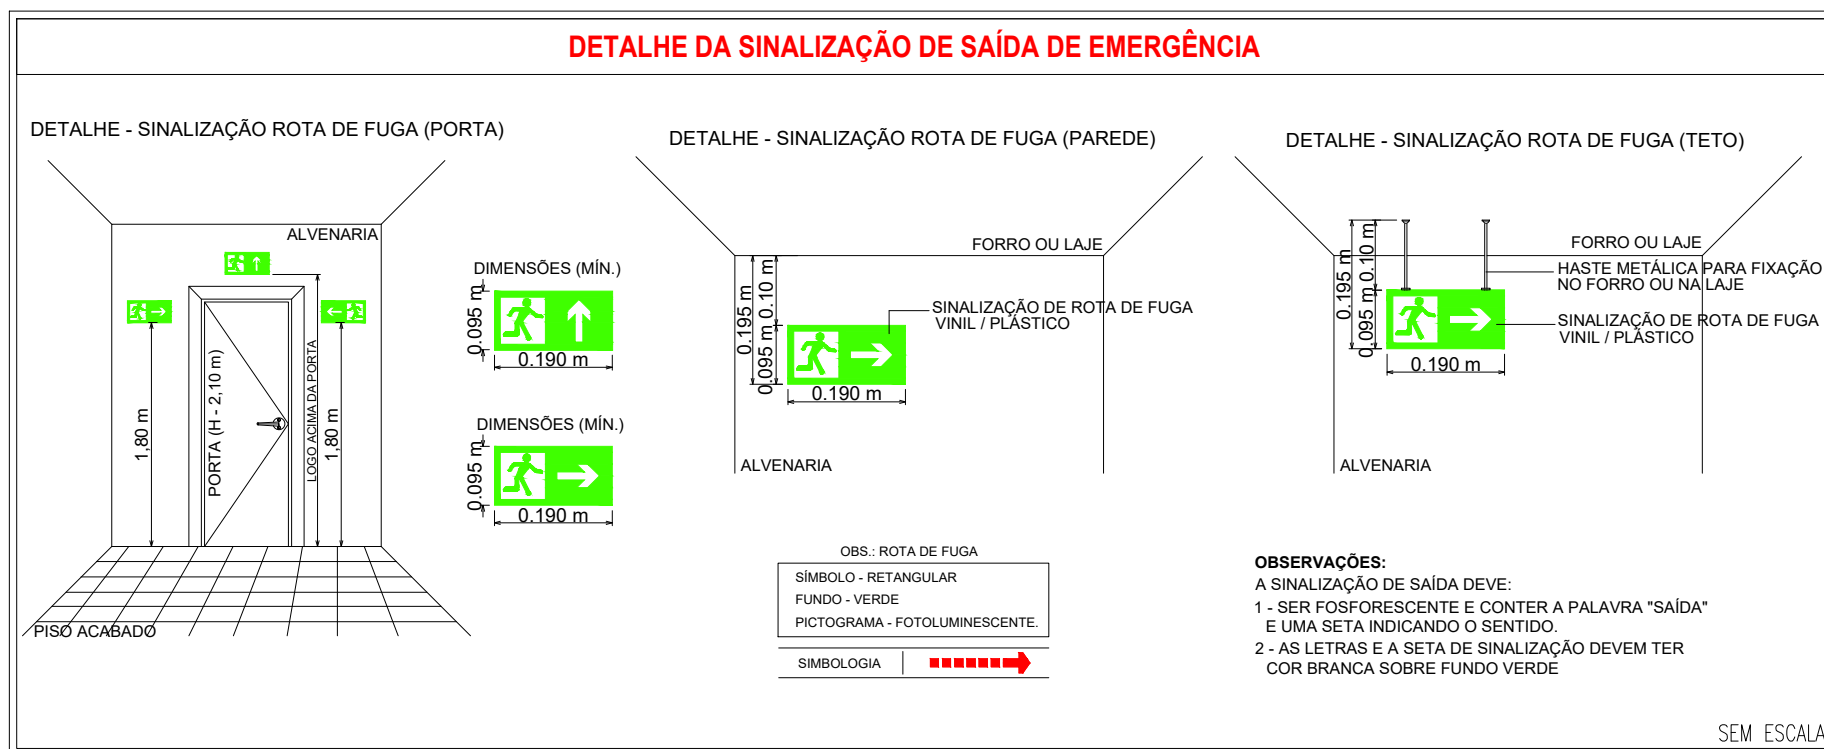 DETALHE DA SINALIZAÇÃO DE SAÍDA DE EMERGÊNCIA
DETALHE - SINALIZAÇÃO ROTA DE FUGA (PORTA)
ALVENARIA
1,80 m
PORTA (H - 2,10 m)
LOGO ACIMA DA PORTA
1,80 m
PISO ACABADO
DIMENSÕES (MÍN.)
0.095 m
0.190 m
DIMENSÕES (MÍN.)
0.095 m
0.190 m
DETALHE - SINALIZAÇÃO ROTA DE FUGA (PAREDE)
FORRO OU LAJE
0.195 m
0.10 m
0.095 m
SINALIZAÇÃO DE ROTA DE FUGA
VINIL / PLÁSTICO
0.190 m
ALVENARIA
DETALHE - SINALIZAÇÃO ROTA DE FUGA (TETO)
FORRO OU LAJE
0.195 m
0.10 m
0.095 m
HASTE METÁLICA PARA FIXAÇÃO
NO FORRO OU NA LAJE
SINALIZAÇÃO DE ROTA DE FUGA
VINIL / PLÁSTICO
0.190 m
ALVENARIA
OBS.: ROTA DE FUGA
SÍMBOLO - RETANGULAR
FUNDO - VERDE
PICTOGRAMA - FOTOLUMINESCENTE.
SIMBOLOGIA
OBSERVAÇÕES:
A SINALIZAÇÃO DE SAÍDA DEVE:
1 - SER FOSFORESCENTE E CONTER A PALAVRA "SAÍDA"
E UMA SETA INDICANDO O SENTIDO.
2 - AS LETRAS E A SETA DE SINALIZAÇÃO DEVEM TER
COR BRANCA SOBRE FUNDO VERDE
SEM ESCALA